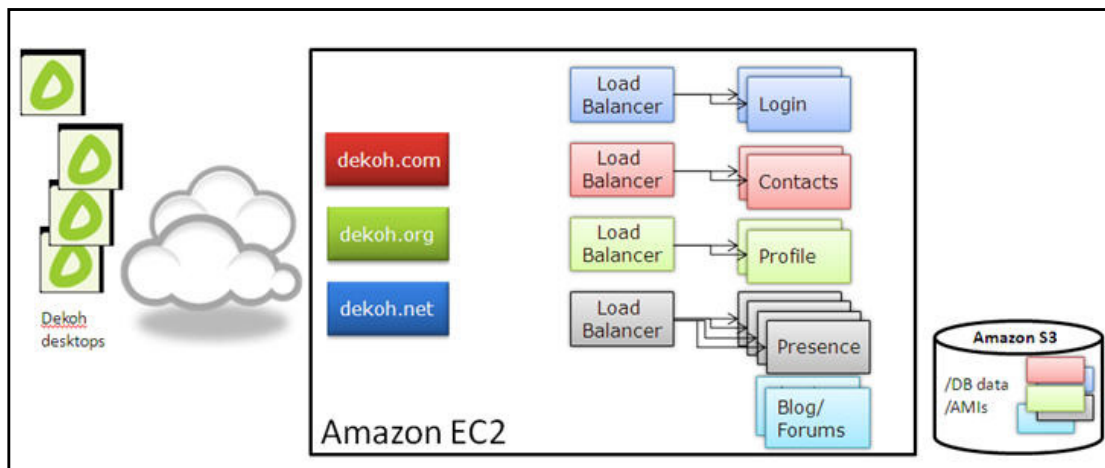 Dekoh
desktops
dekoh.com
dekoh.org
dekoh.net
Amazon EC2
Load
Balancer
Login
Load
Balancer
Contacts
Load
Balancer
Profile
Load
Balancer
Presence
Blog/
Forums
Amazon S3
/DB data
/AMIs